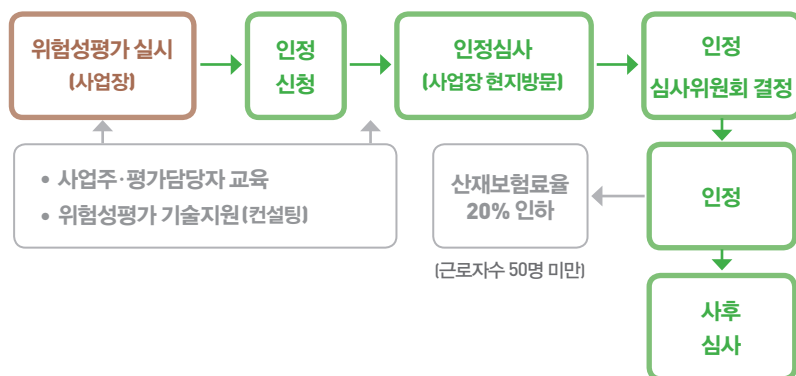 위험성평가 실시
(사업장)
인정
신청
인정심사
(사업장 현지방문)
인정
심사위원회 결정
• 사업주·평가담당자 교육
• 위험성평가 기술지원(컨설팅)
산재보험료율
20% 인하
(근로자수 50명 미만)
인정
사후
심사